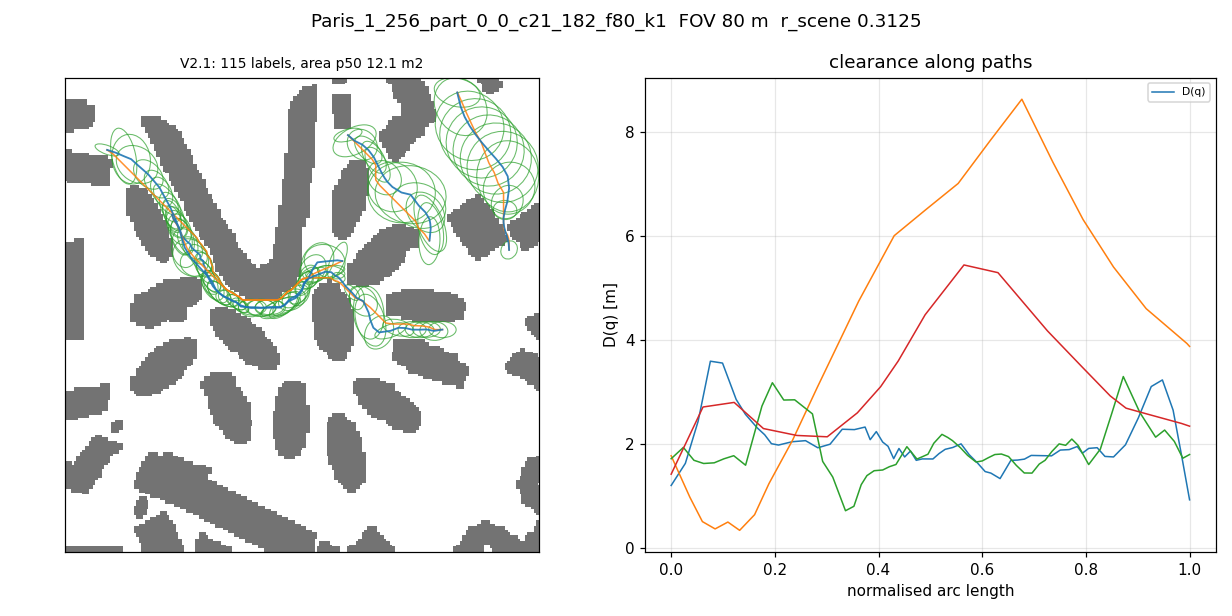 Paris_1_256_part_0_0_c21_182_f80_k1  FOV 80 m  r_scene 0.3125
V2.1: 115 labels, area p50 12.1 m2
clearance along paths
D(q)
D(q) [m]
8
6
4
2
0
0.0 0.2 0.4 0.6 0.8 1.0
normalised arc length